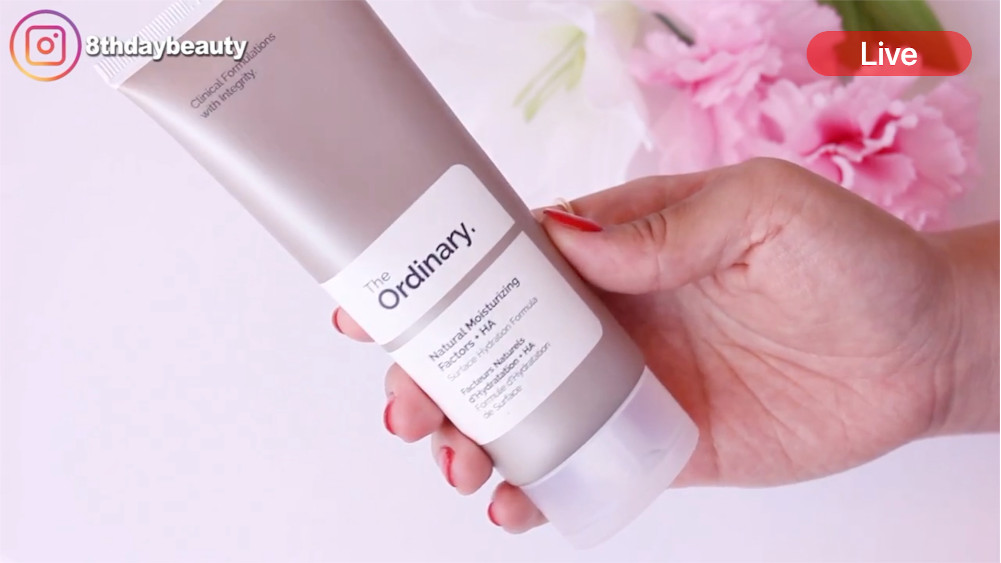 8thdaybeauty
Live
Clinical Formulations
with Integrity.
The
Ordinary.
Natural Moisturizing
Factors + HA
Surface Hydration Formula
Facteurs Naturels
d'Hydratation + HA
Formule d'Hydratation
de Surface